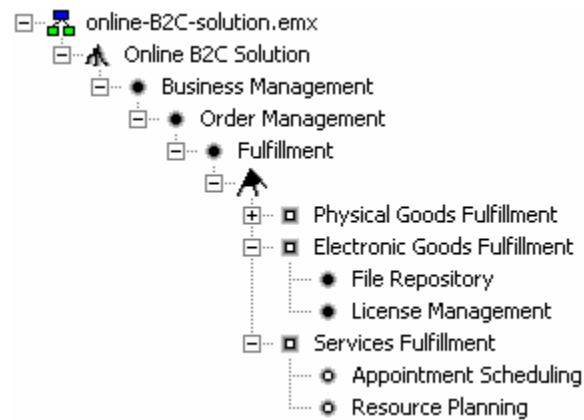 online-B2C-solution.emx
Online B2C Solution
Business Management
Order Management
Fulfillment
Physical Goods Fulfillment
Electronic Goods Fulfillment
File Repository
License Management
Services Fulfillment
Appointment Scheduling
Resource Planning